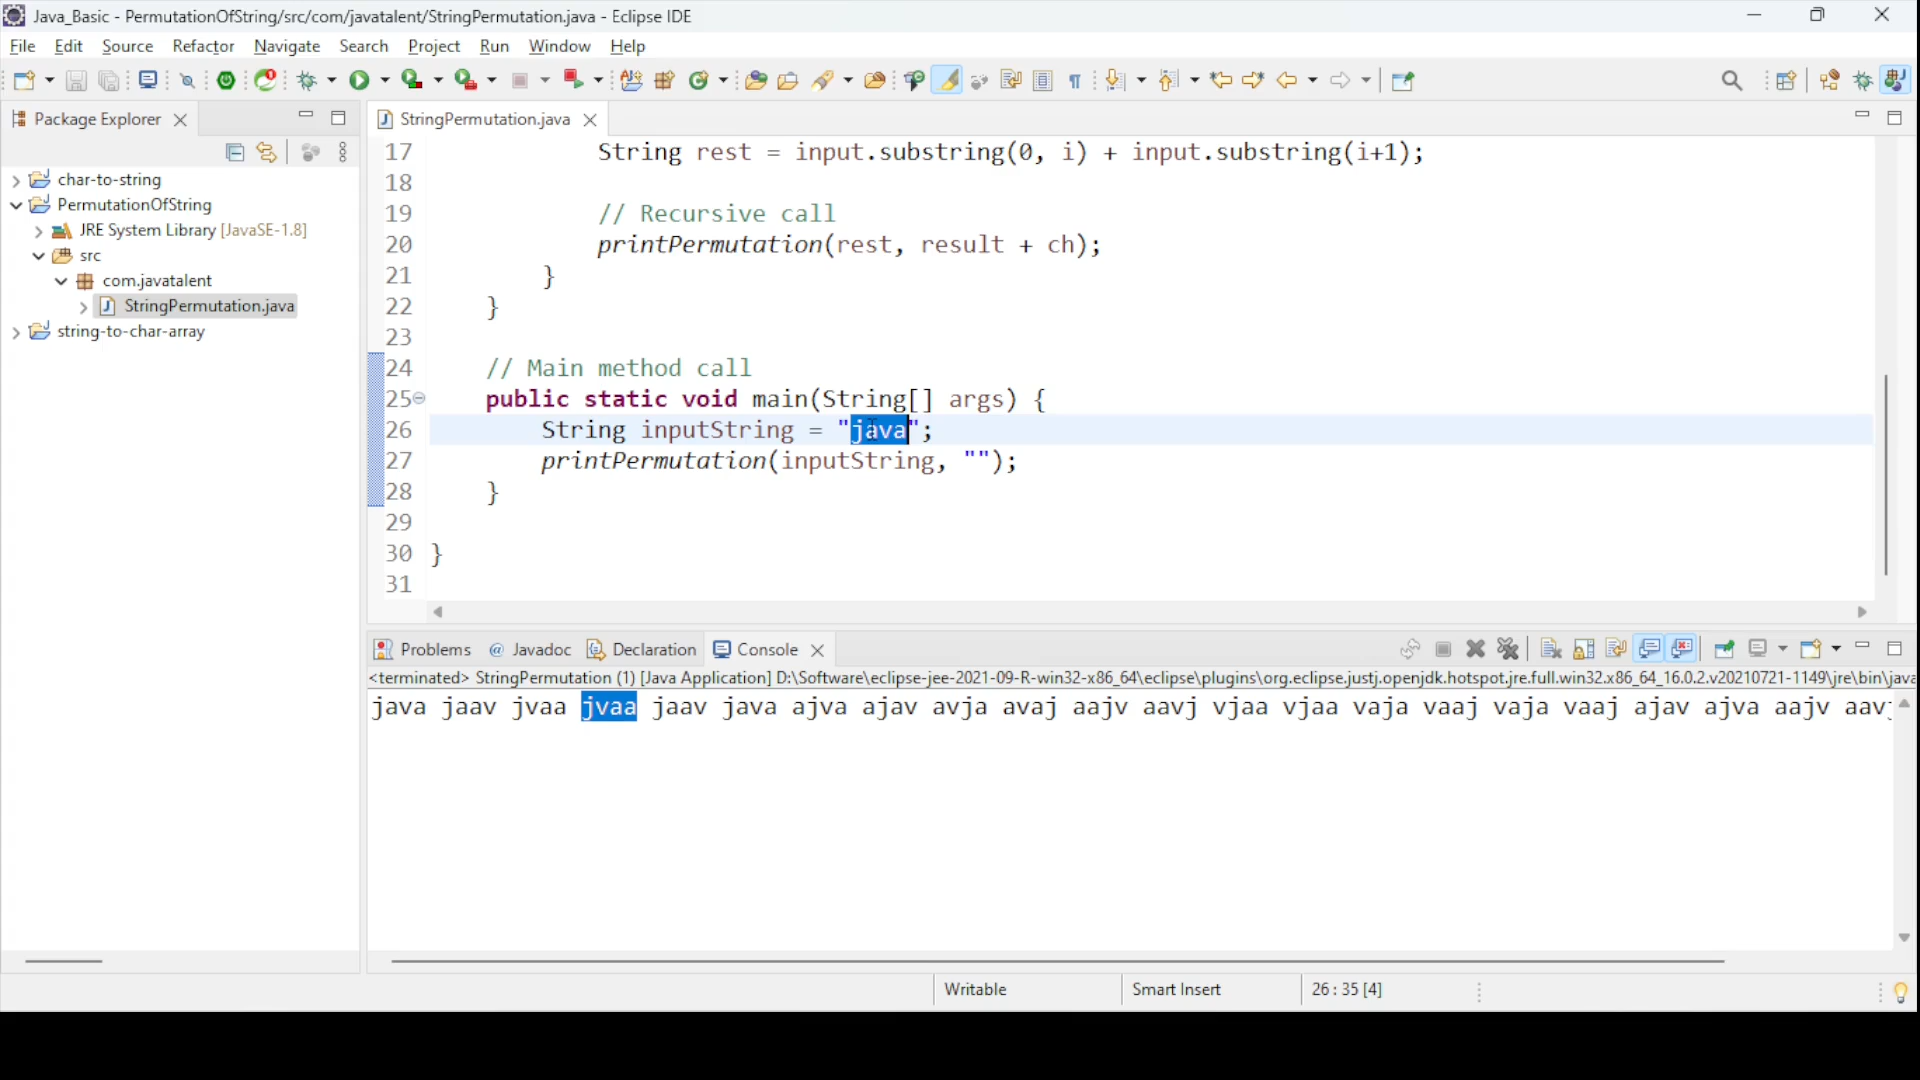 Java_Basic - PermutationOfString/src/com/javatalent/StringPermutation.java - Eclipse IDE
File Edit Source Refactor Navigate Search Project Run Window Help
Package Explorer
char-to-string
PermutationOfString
JRE System Library [JavaSE-1.8]
src
com.javatalent
StringPermutation.java
string-to-char-array
StringPermutation.java
17 String rest = input.substring(0, i) + input.substring(i+1);
18
19 // Recursive call
20 printPermutation(rest, result + ch);
21 }
22 }
23
24 // Main method call
25 public static void main(String[] args) {
26 String inputString = "java";
27 printPermutation(inputString, "");
28 }
29
30 }
31
Problems @ Javadoc Declaration Console
<terminated> StringPermutation (1) [Java Application] D:\Software\eclipse-jee-2021-09-R-win32-x86_64\eclipse\plugins\org.eclipse.justj.openjdk.hotspot.jre.full.win32.x86_64_16.0.2.v20210721-1149\jre\bin\java
java jaav jvaa jvaa jaav java ajva ajav avja avaj aajv aavj vjaa vjaa vaja vaaj vaja vaaj ajav ajva aajv aavj
Writable Smart Insert 26 : 35 [4]